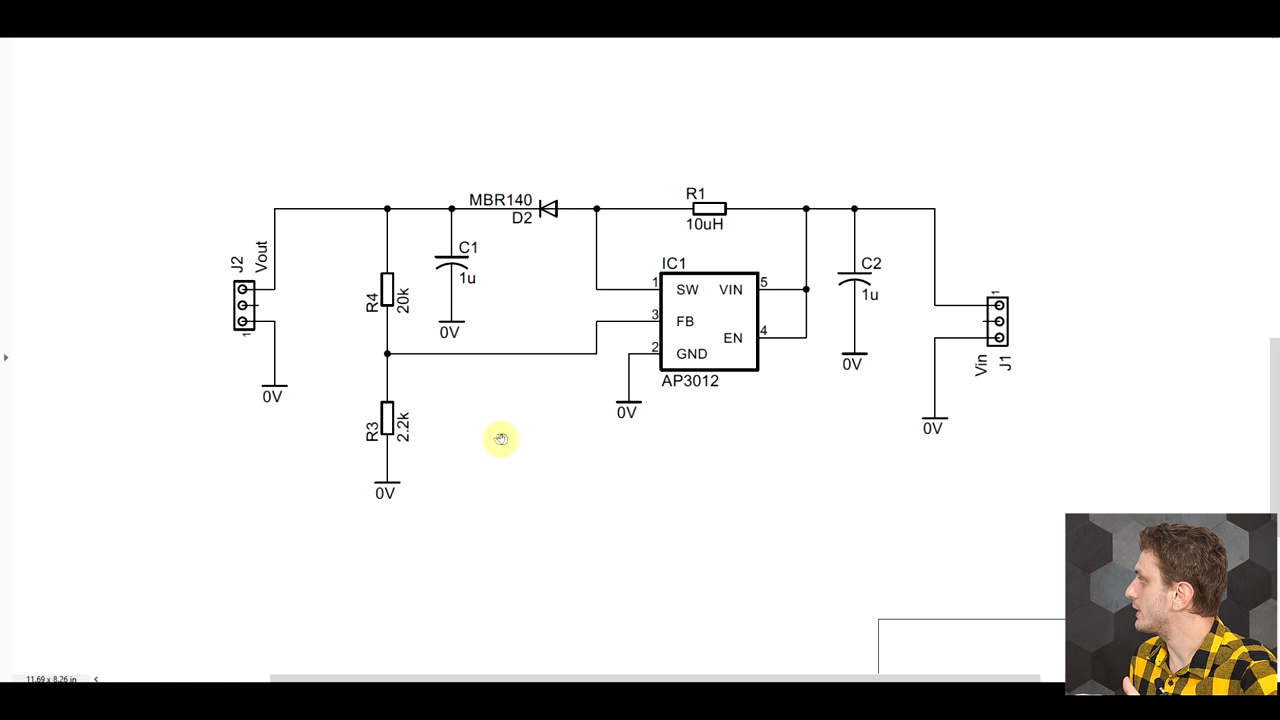 R1
MBR140
D2
10uH
J2
Vout
C1
1u
IC1
C2
1u
R4
20k
1
SW
VIN
5
3
FB
EN
4
2
GND
AP3012
1
1
0V
0V
0V
0V
0V
Vin
J1
R3
2.2k
0V
11.69 x 8.26 in